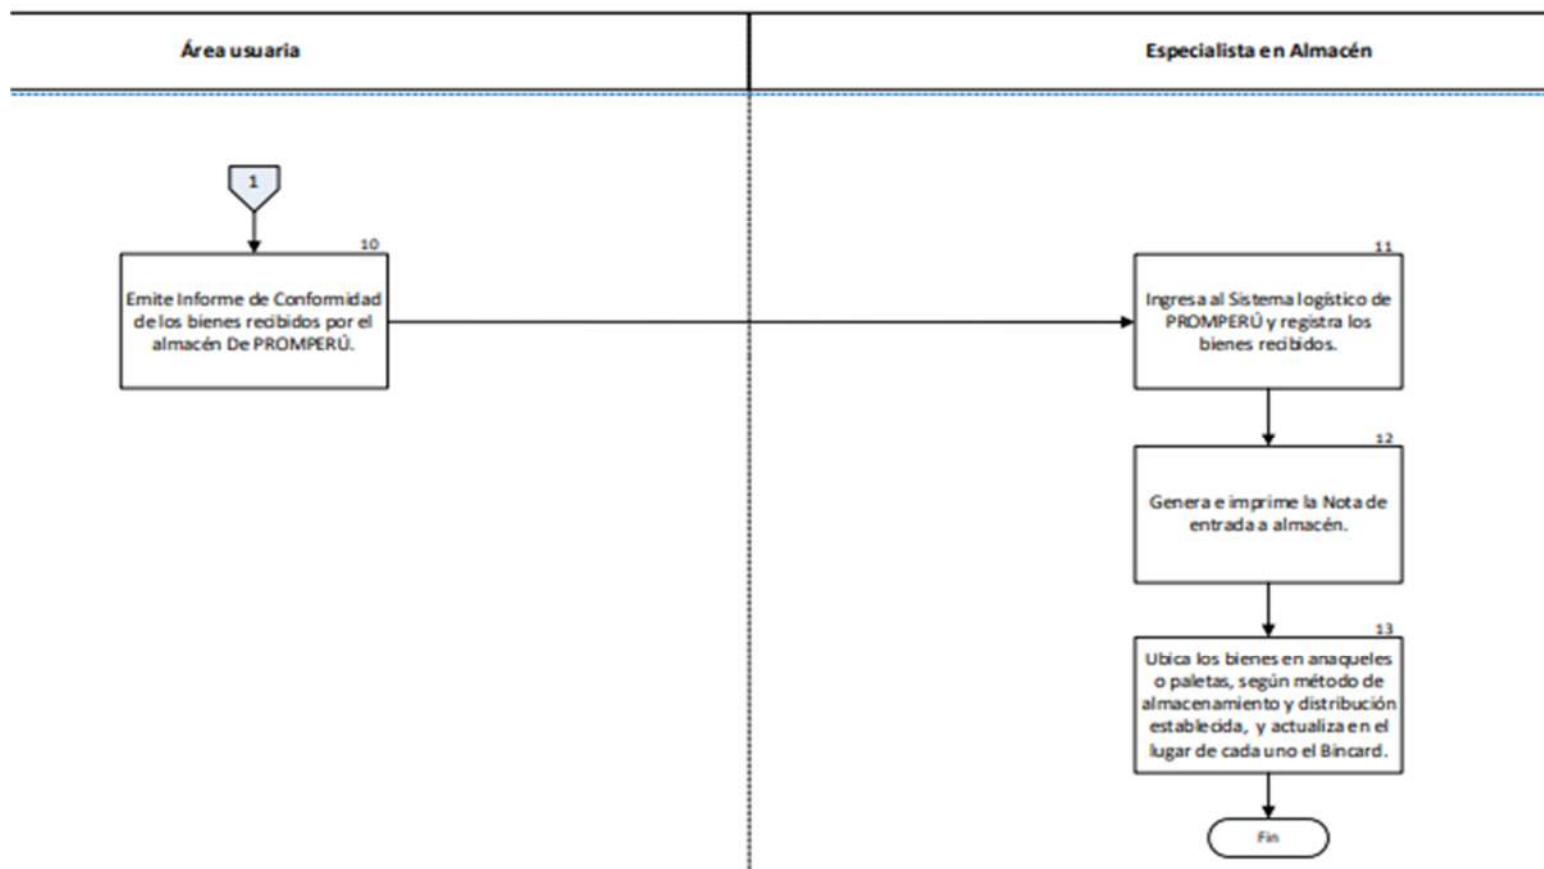 Área usuaria
Especialista en Almacén
1
10
Emite Informe de Conformidad
de los bienes recibidos por el
almacén De PROMPERÚ.
11
Ingresa al Sistema logístico de
PROMPERÚ y registra los
bienes recibidos.
12
Genera e imprime la Nota de
entrada a almacén.
13
Ubica los bienes en anaqueles
o paletas, según método de
almacenamiento y distribución
establecida, y actualiza en el
lugar de cada uno el Bincard.
Fin